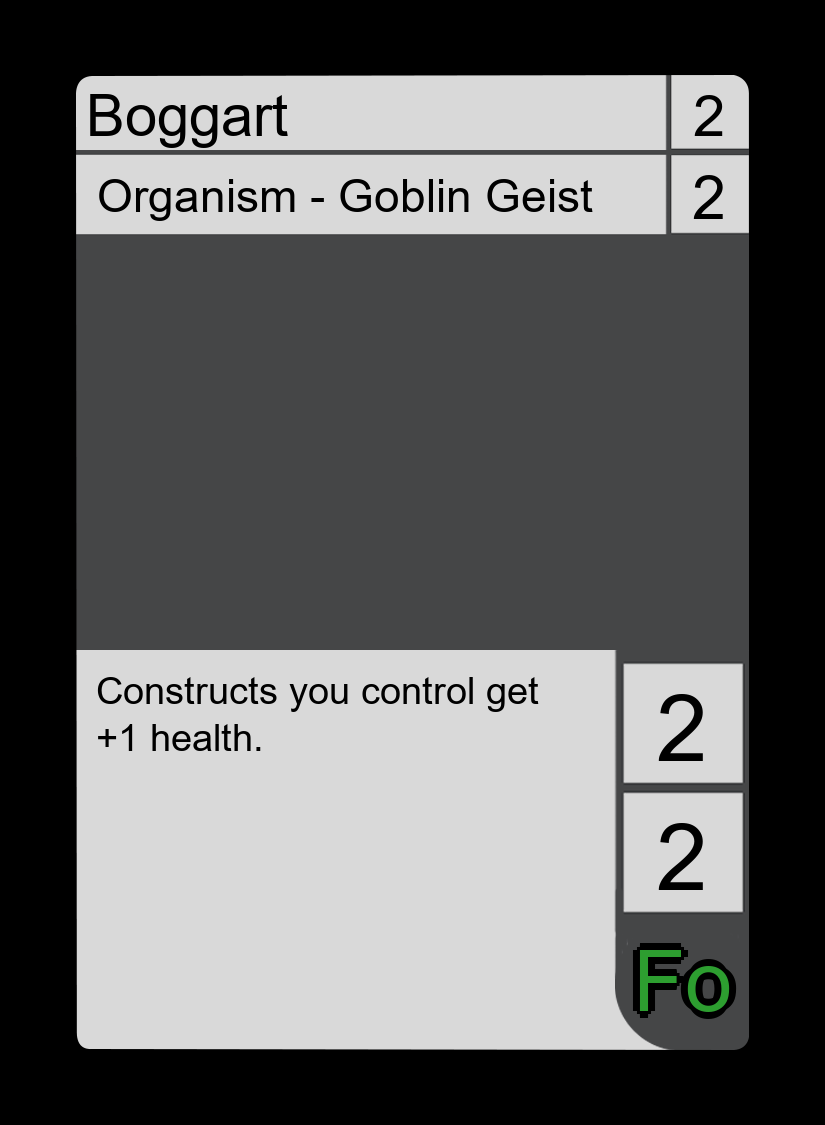 Boggart 2
Organism - Goblin Geist 2
Constructs you control get
+1 health.
2
2
Fo